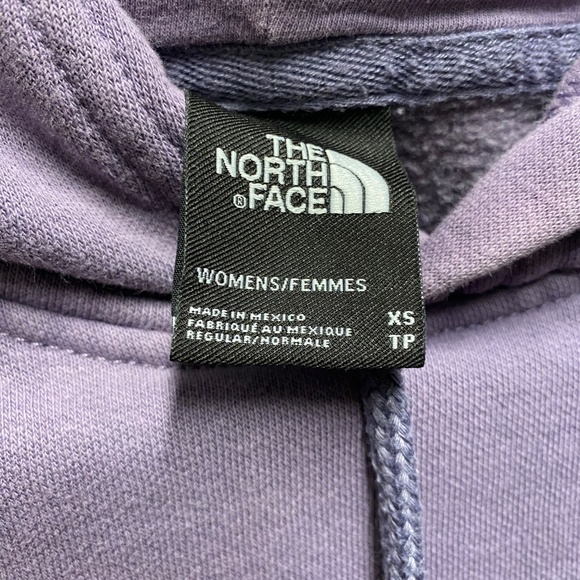 THE
NORTH
®FACE
WOMENS/FEMMES
MADE IN MEXICO XS
FABRIQUÉ AU MEXIQUE
REGULAR/NORMALE TP